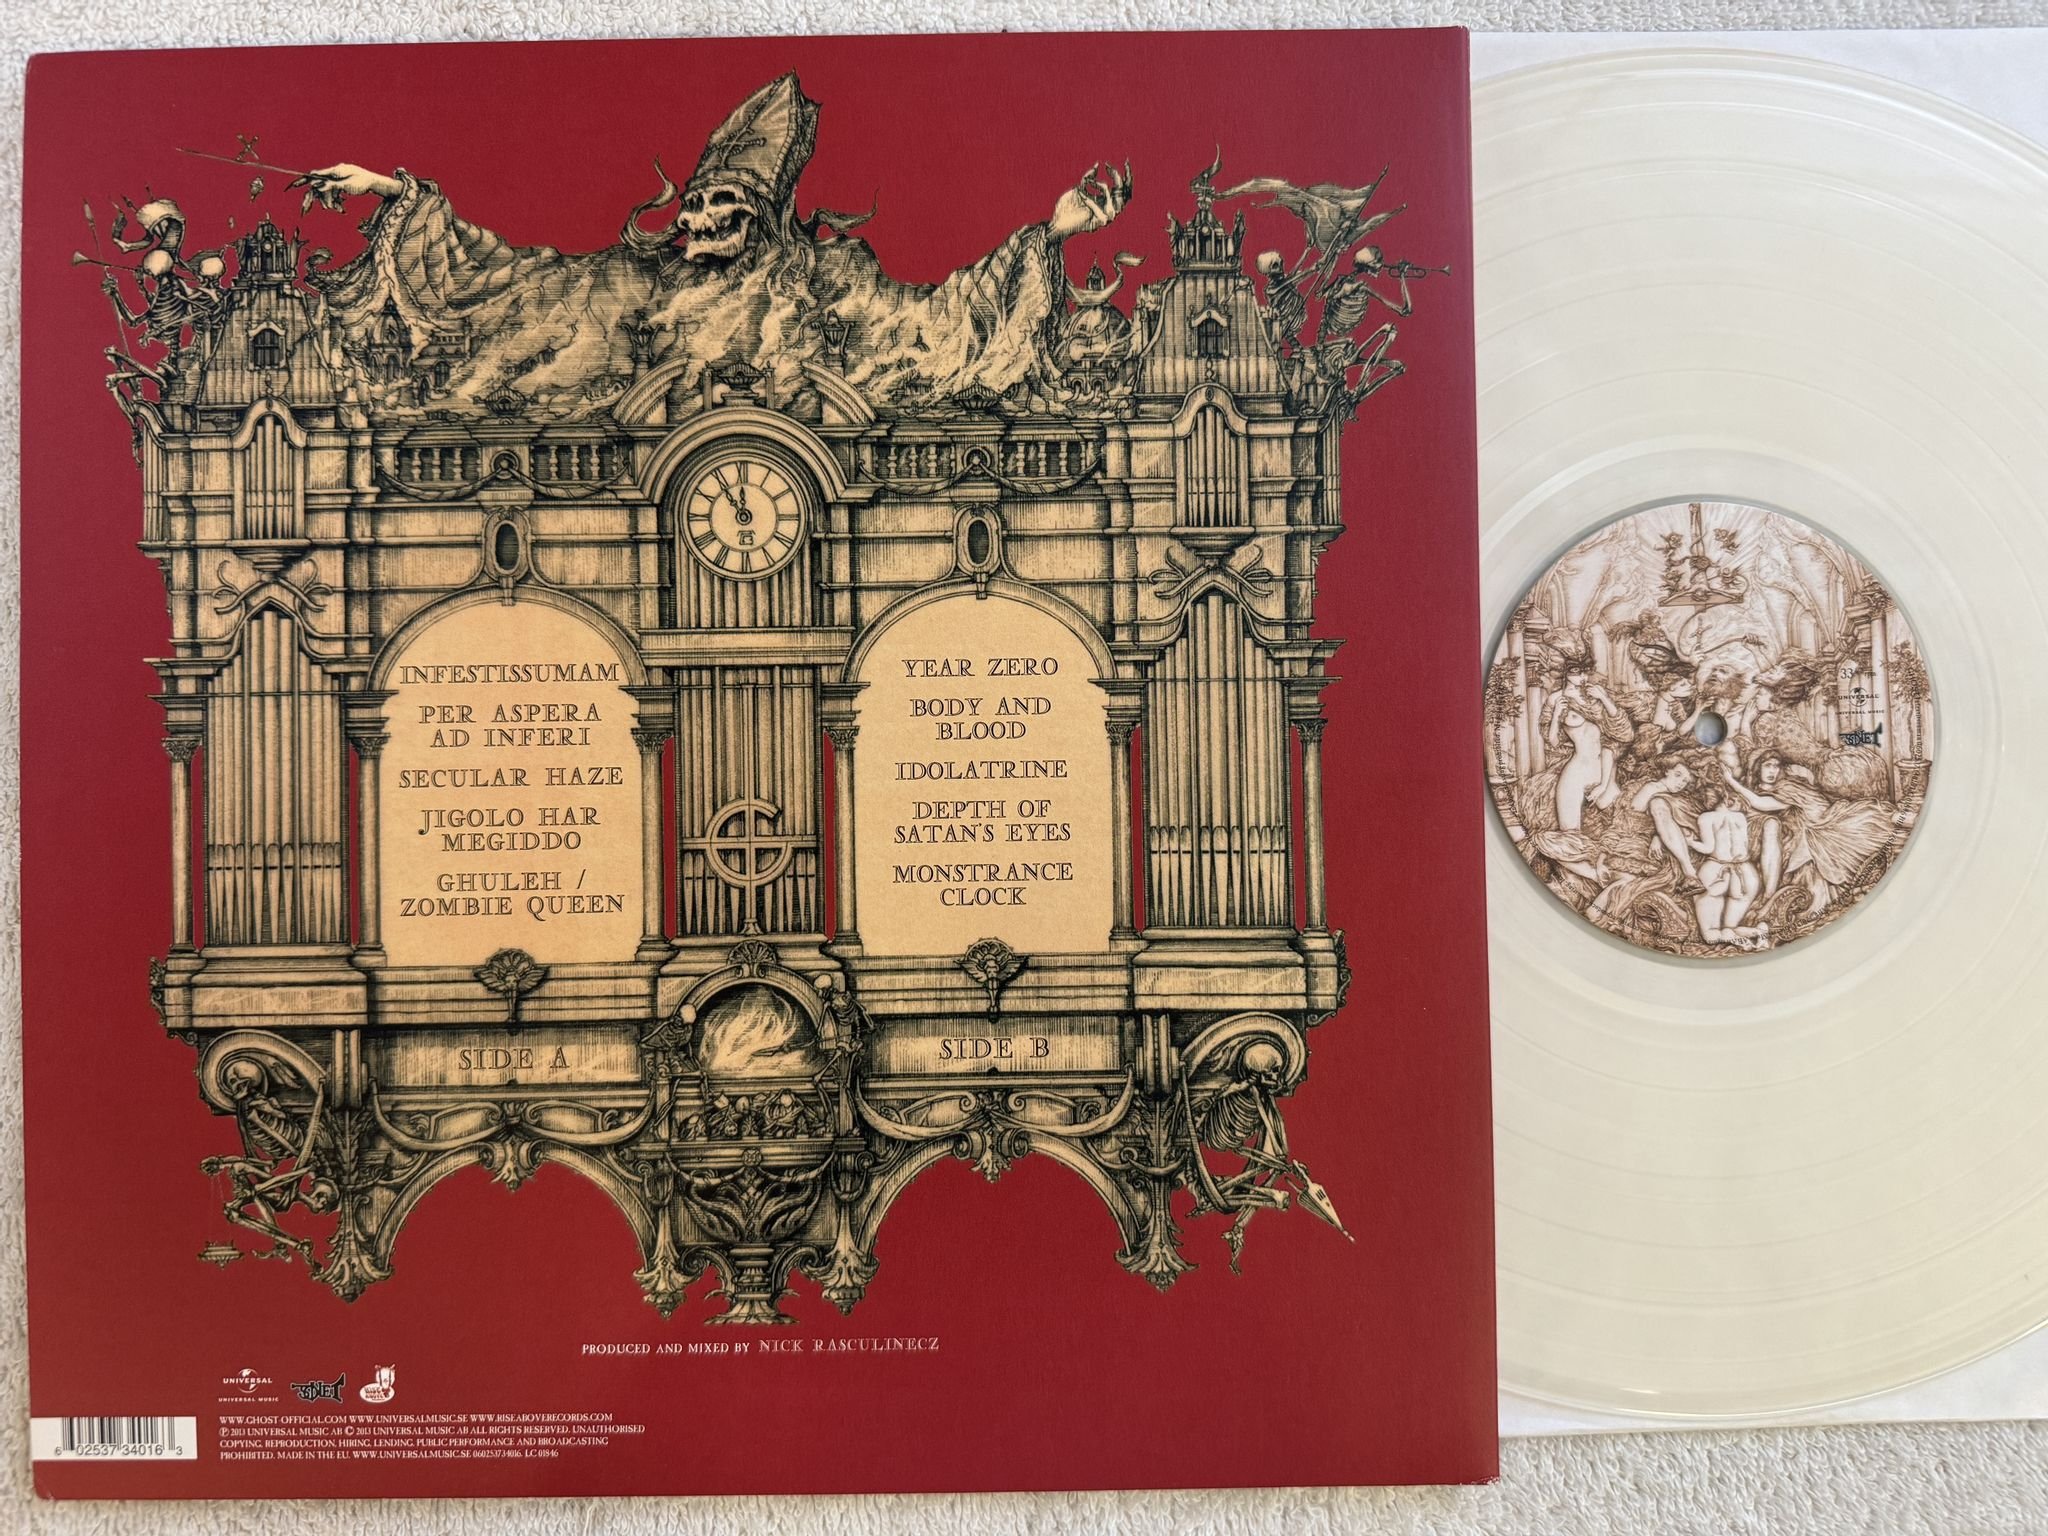 INFESTISSUMAM
PER ASPERA
AD INFERI
SECULAR HAZE
JIGOLO HAR
MEGIDDO
GHULEH /
ZOMBIE QUEEN
SIDE A
YEAR ZERO
BODY AND
BLOOD
IDOLATRINE
DEPTH OF
SATAN'S EYES
MONSTRANCE
CLOCK
SIDE B
PRODUCED AND MIXED BY NICK RASCULINECZ
UNIVERSAL
UNIVERSAL MUSIC
WWW.GHOST-OFFICIAL.COM WWW.UNIVERSALMUSIC.SE WWW.RISEABOVERECORDS.COM
℗ 2013 UNIVERSAL MUSIC AB © 2013 UNIVERSAL MUSIC AB ALL RIGHTS RESERVED. UNAUTHORISED
COPYING, REPRODUCTION, HIRING, LENDING, PUBLIC PERFORMANCE AND BROADCASTING
PROHIBITED. MADE IN THE EU. WWW.UNIVERSALMUSIC.SE 060253734016. LC 01846
6 02537 34016 3
33
UNIVERSAL
UNIVERSAL MUSIC